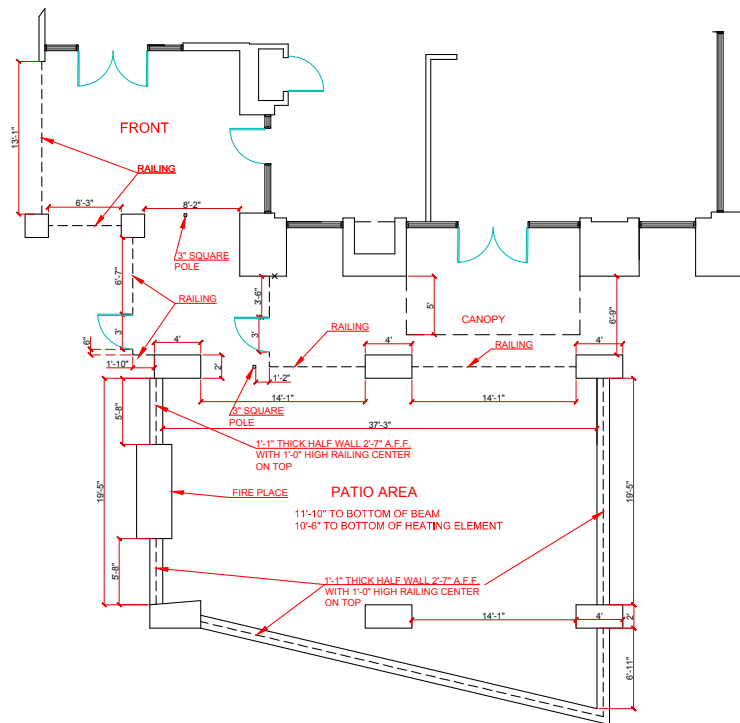 FRONT
13'-1"
RAILING
6'-3"
8'-2"
3" SQUARE
POLE
6'-7"
RAILING
3'-6"
5'
CANOPY
6'-9"
3'
3'
6"
1'-10"
4'
2'
RAILING
4'
RAILING
4'
1'-2"
14'-1"
14'-1"
3" SQUARE
POLE
5'-8"
37'-3"
1'-1" THICK HALF WALL 2'-7" A.F.F.
WITH 1'-0" HIGH RAILING CENTER
ON TOP
19'-5"
19'-5"
FIRE PLACE
PATIO AREA
11'-10" TO BOTTOM OF BEAM
10'-6" TO BOTTOM OF HEATING ELEMENT
5'-8"
1'-1" THICK HALF WALL 2'-7" A.F.F.
WITH 1'-0" HIGH RAILING CENTER
ON TOP
14'-1"
4'
2'
6'-11"